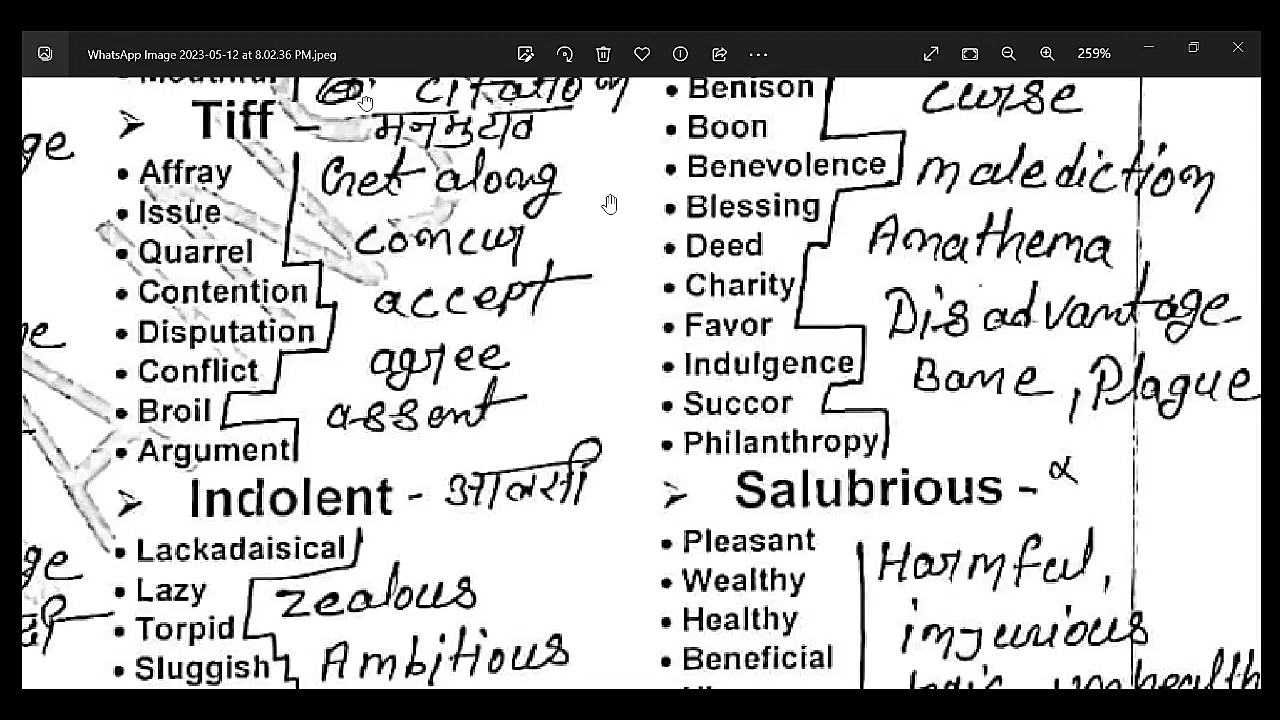 WhatsApp Image 2023-05-12 at 8.02.36 PM.jpeg
259%
citation
Tiff - मनमुटाव
• Affray
• Issue
• Quarrel
• Contention
• Disputation
• Conflict
• Broil
• Argument
Get along
concur
accept
agree
assent
Indolent - आलसी
• Lackadaisical
• Lazy
• Torpid
• Sluggish
Zealous
Ambitious
• Benison
• Boon
• Benevolence
• Blessing
• Deed
• Charity
• Favor
• Indulgence
• Succor
• Philanthropy
curse
malediction
Anathema
Disadvantage
Bane, Plague
Salubrious - α
• Pleasant
• Wealthy
• Healthy
• Beneficial
Harmful,
injurious